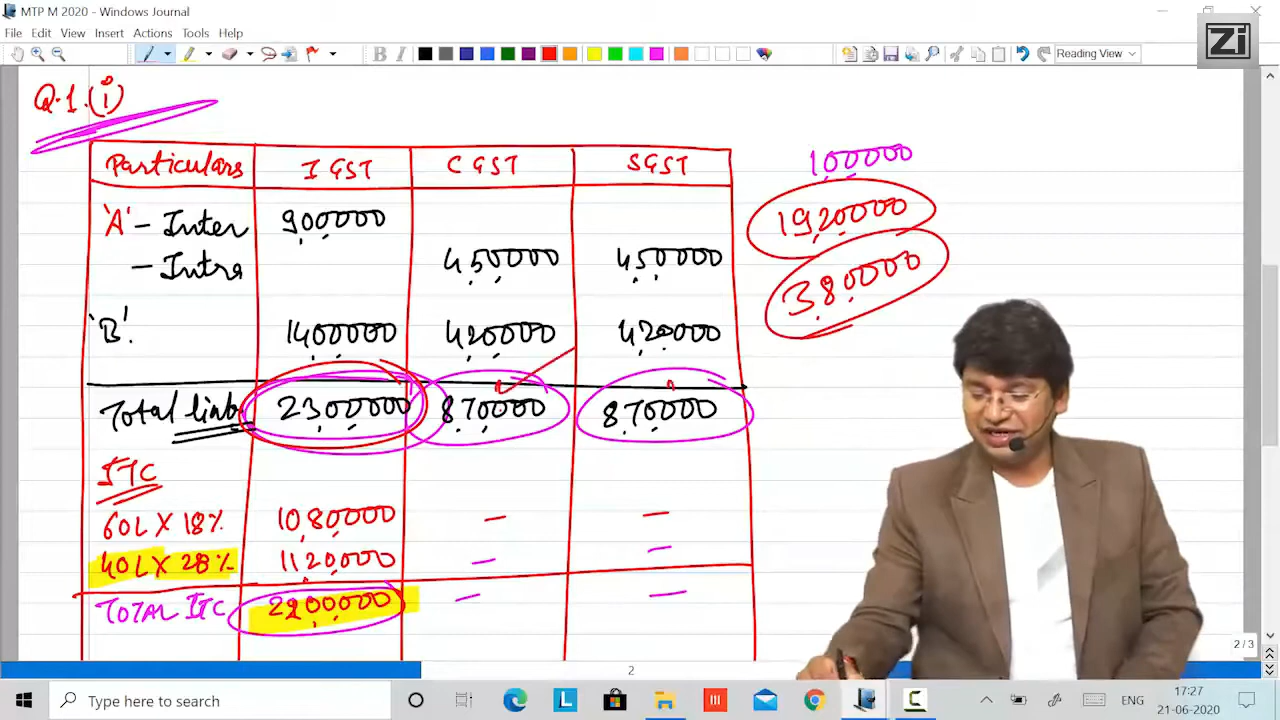 MTP M 2020 - Windows Journal
Zi
File Edit View Insert Actions Tools Help
B I Reading View
Q.1.(i)
Particulars IGST CGST SGST
100000
'A' - Inter 900000
1920000
- Intra 450000 450000
380000
'B' 1400000 420000 420000
Total liab 2300000 870000 870000
ITC
60L X 18% 1080000 - -
40L X 28% 1120000 - -
TOTAL ITC 2200000 - -
2/3
2
Type here to search
L
C
ENG
17:27
21-06-2020